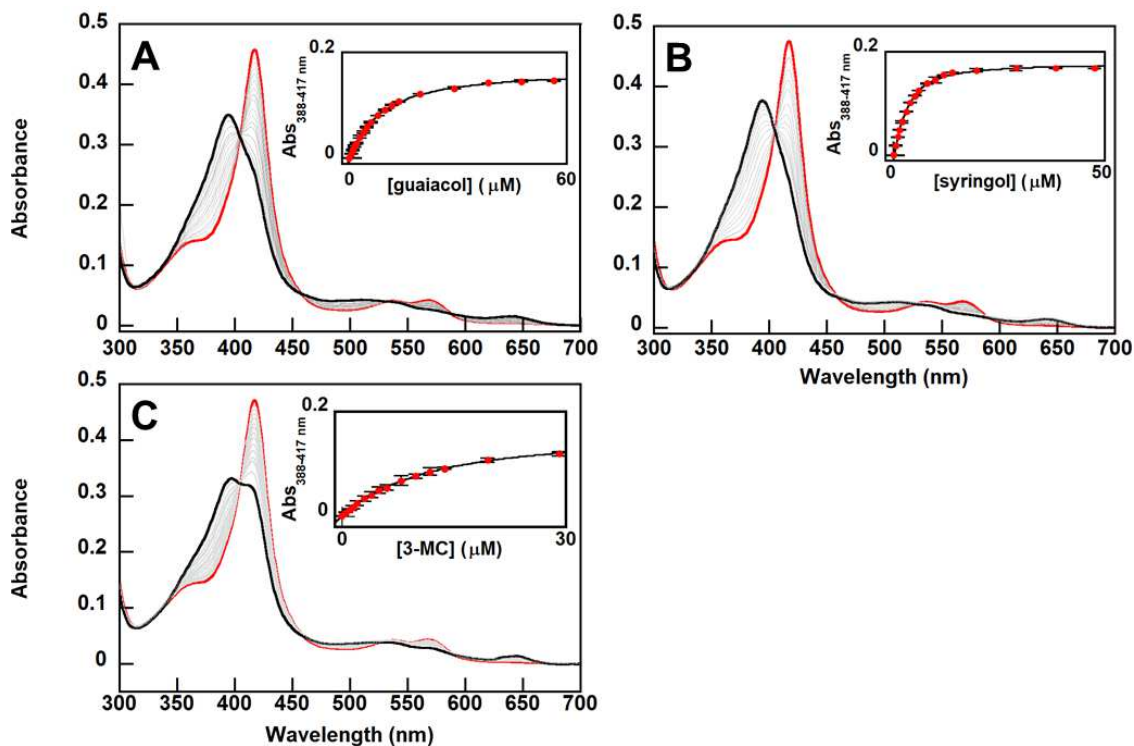 A
0.5
0.4
0.3
0.2
0.1
0
Absorbance
300 350 400 450 500 550 600 650 700
0.2
0
Abs388-417 nm
0 60
[guaiacol] ( μM)
B
0.5
0.4
0.3
0.2
0.1
0
300 350 400 450 500 550 600 650 700
Wavelength (nm)
0.2
0
Abs388-417 nm
0 50
[syringol] ( μM)
C
0.5
0.4
0.3
0.2
0.1
0
Absorbance
300 350 400 450 500 550 600 650 700
Wavelength (nm)
0.2
0
Abs388-417 nm
0 30
[3-MC] ( μM)